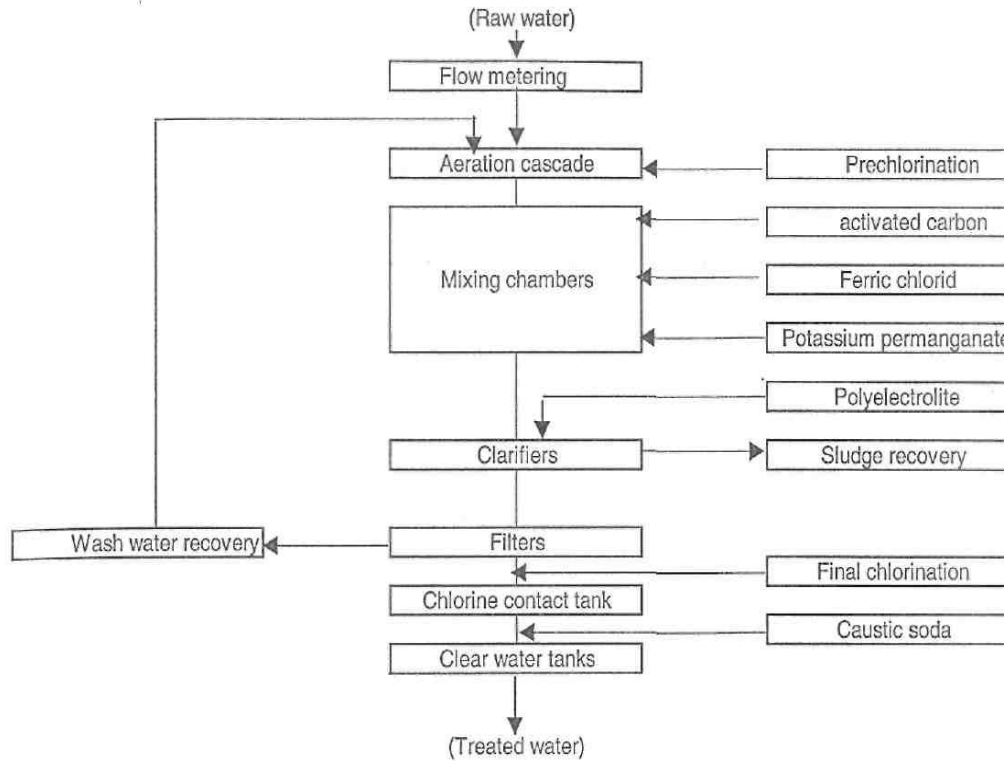 (Raw water)
Flow metering
Aeration cascade
Prechlorination
activated carbon
Mixing chambers
Ferric chlorid
Potassium permanganate
Polyelectrolite
Clarifiers
Sludge recovery
Wash water recovery
Filters
Final chlorination
Chlorine contact tank
Caustic soda
Clear water tanks
(Treated water)